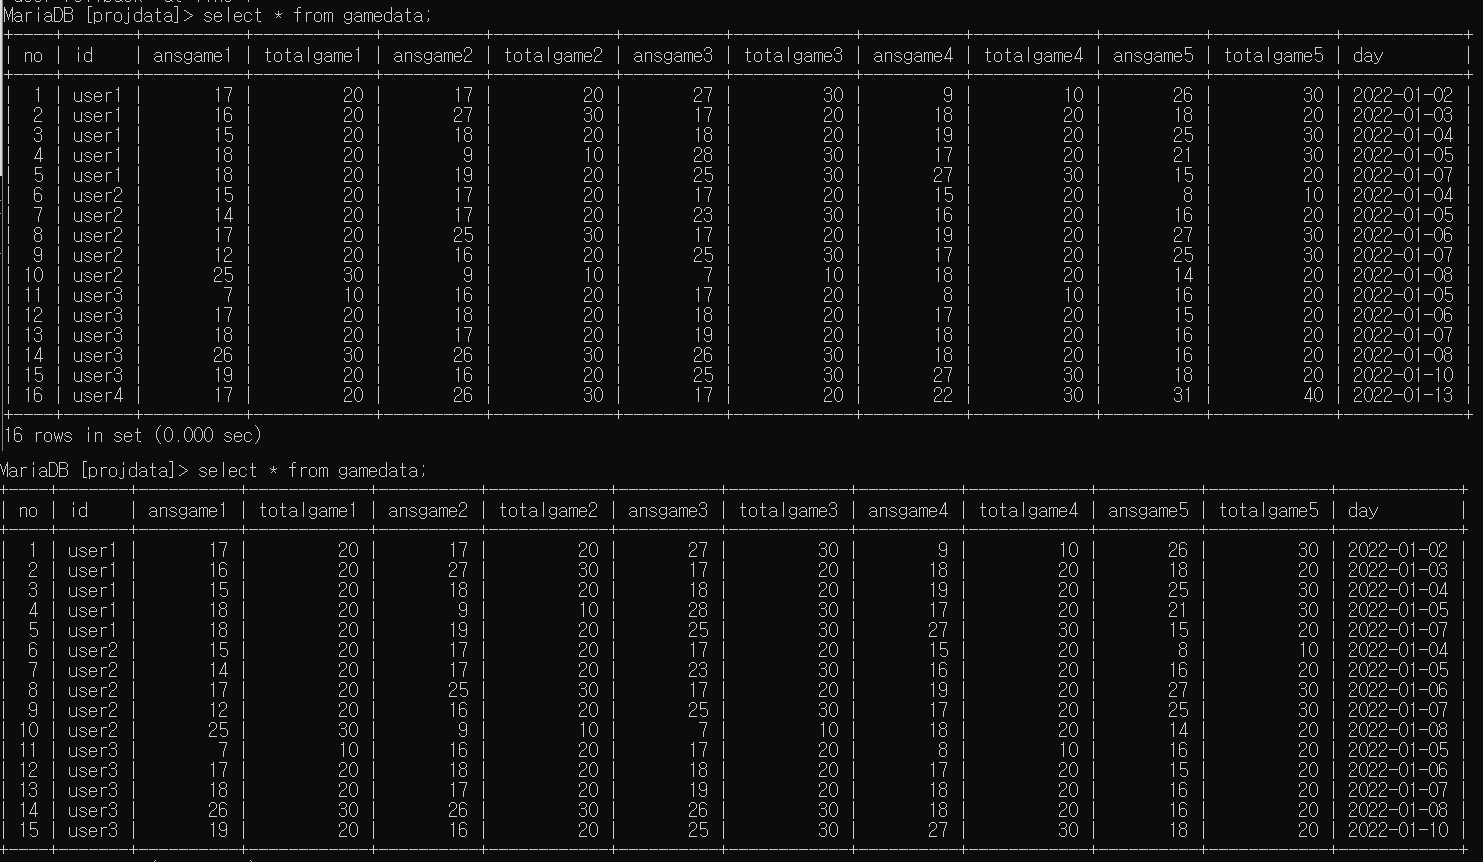 MariaDB [projdata]> select * from gamedata;
| no | id | ansgame1 | totalgame1 | ansgame2 | totalgame2 | ansgame3 | totalgame3 | ansgame4 | totalgame4 | ansgame5 | totalgame5 | day |
| 1 | user1 | 17 | 20 | 17 | 20 | 27 | 30 | 9 | 10 | 26 | 30 | 2022-01-02 |
| 2 | user1 | 16 | 20 | 27 | 30 | 17 | 20 | 18 | 20 | 18 | 20 | 2022-01-03 |
| 3 | user1 | 15 | 20 | 18 | 20 | 18 | 20 | 19 | 20 | 25 | 30 | 2022-01-04 |
| 4 | user1 | 18 | 20 | 9 | 10 | 28 | 30 | 17 | 20 | 21 | 30 | 2022-01-05 |
| 5 | user1 | 18 | 20 | 19 | 20 | 25 | 30 | 27 | 30 | 15 | 20 | 2022-01-07 |
| 6 | user2 | 15 | 20 | 17 | 20 | 17 | 20 | 15 | 20 | 8 | 10 | 2022-01-04 |
| 7 | user2 | 14 | 20 | 17 | 20 | 23 | 30 | 16 | 20 | 16 | 20 | 2022-01-05 |
| 8 | user2 | 17 | 20 | 25 | 30 | 17 | 20 | 19 | 20 | 27 | 30 | 2022-01-06 |
| 9 | user2 | 12 | 20 | 16 | 20 | 25 | 30 | 17 | 20 | 25 | 30 | 2022-01-07 |
| 10 | user2 | 25 | 30 | 9 | 10 | 7 | 10 | 18 | 20 | 14 | 20 | 2022-01-08 |
| 11 | user3 | 7 | 10 | 16 | 20 | 17 | 20 | 8 | 10 | 16 | 20 | 2022-01-05 |
| 12 | user3 | 17 | 20 | 18 | 20 | 18 | 20 | 17 | 20 | 15 | 20 | 2022-01-06 |
| 13 | user3 | 18 | 20 | 17 | 20 | 19 | 20 | 18 | 20 | 16 | 20 | 2022-01-07 |
| 14 | user3 | 26 | 30 | 26 | 30 | 26 | 30 | 18 | 20 | 16 | 20 | 2022-01-08 |
| 15 | user3 | 19 | 20 | 16 | 20 | 25 | 30 | 27 | 30 | 18 | 20 | 2022-01-10 |
| 16 | user4 | 17 | 20 | 26 | 30 | 17 | 20 | 22 | 30 | 31 | 40 | 2022-01-13 |
16 rows in set (0.000 sec)
MariaDB [projdata]> select * from gamedata;
| no | id | ansgame1 | totalgame1 | ansgame2 | totalgame2 | ansgame3 | totalgame3 | ansgame4 | totalgame4 | ansgame5 | totalgame5 | day |
| 1 | user1 | 17 | 20 | 17 | 20 | 27 | 30 | 9 | 10 | 26 | 30 | 2022-01-02 |
| 2 | user1 | 16 | 20 | 27 | 30 | 17 | 20 | 18 | 20 | 18 | 20 | 2022-01-03 |
| 3 | user1 | 15 | 20 | 18 | 20 | 18 | 20 | 19 | 20 | 25 | 30 | 2022-01-04 |
| 4 | user1 | 18 | 20 | 9 | 10 | 28 | 30 | 17 | 20 | 21 | 30 | 2022-01-05 |
| 5 | user1 | 18 | 20 | 19 | 20 | 25 | 30 | 27 | 30 | 15 | 20 | 2022-01-07 |
| 6 | user2 | 15 | 20 | 17 | 20 | 17 | 20 | 15 | 20 | 8 | 10 | 2022-01-04 |
| 7 | user2 | 14 | 20 | 17 | 20 | 23 | 30 | 16 | 20 | 16 | 20 | 2022-01-05 |
| 8 | user2 | 17 | 20 | 25 | 30 | 17 | 20 | 19 | 20 | 27 | 30 | 2022-01-06 |
| 9 | user2 | 12 | 20 | 16 | 20 | 25 | 30 | 17 | 20 | 25 | 30 | 2022-01-07 |
| 10 | user2 | 25 | 30 | 9 | 10 | 7 | 10 | 18 | 20 | 14 | 20 | 2022-01-08 |
| 11 | user3 | 7 | 10 | 16 | 20 | 17 | 20 | 8 | 10 | 16 | 20 | 2022-01-05 |
| 12 | user3 | 17 | 20 | 18 | 20 | 18 | 20 | 17 | 20 | 15 | 20 | 2022-01-06 |
| 13 | user3 | 18 | 20 | 17 | 20 | 19 | 20 | 18 | 20 | 16 | 20 | 2022-01-07 |
| 14 | user3 | 26 | 30 | 26 | 30 | 26 | 30 | 18 | 20 | 16 | 20 | 2022-01-08 |
| 15 | user3 | 19 | 20 | 16 | 20 | 25 | 30 | 27 | 30 | 18 | 20 | 2022-01-10 |